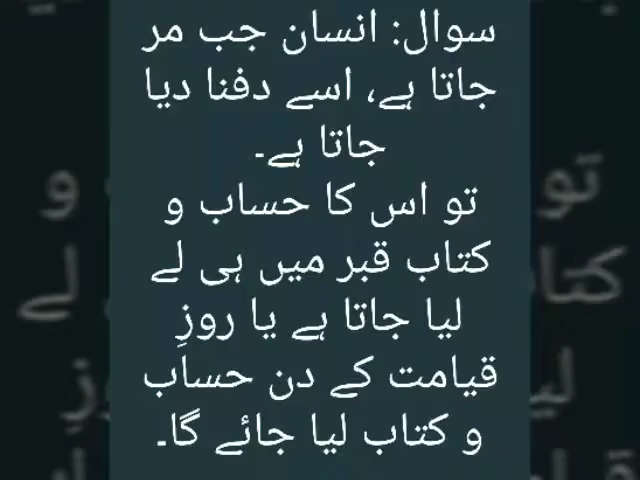 سوال: انسان جب مر
جاتا ہے، اسے دفنا دیا
جاتا ہے۔
تو اس کا حساب و
کتاب قبر میں ہی لے
لیا جاتا ہے یا روزِ
قیامت کے دن حساب
و کتاب لیا جائے گا۔